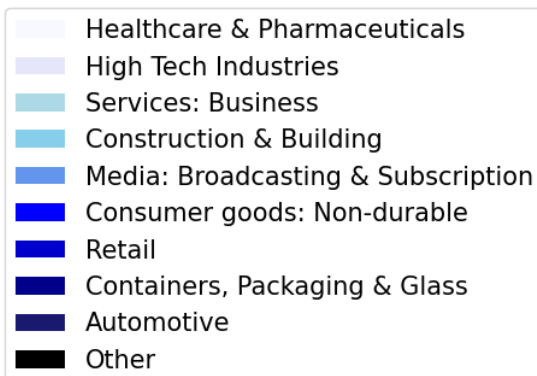 Healthcare & Pharmaceuticals
High Tech Industries
Services: Business
Construction & Building
Media: Broadcasting & Subscription
Consumer goods: Non-durable
Retail
Containers, Packaging & Glass
Automotive
Other